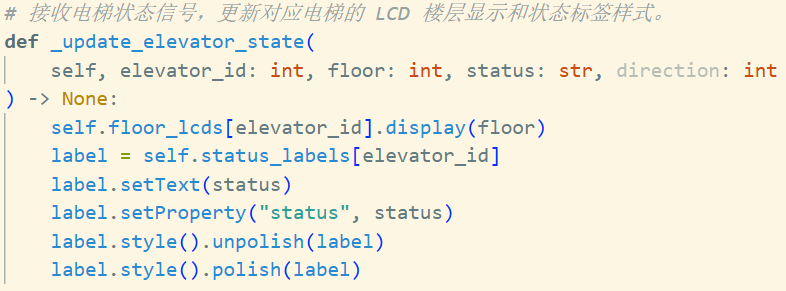 # 接收电梯状态信号，更新对应电梯的 LCD 楼层显示和状态标签样式。
def _update_elevator_state(
    self, elevator_id: int, floor: int, status: str, direction: int
) -> None:
    self.floor_lcds[elevator_id].display(floor)
    label = self.status_labels[elevator_id]
    label.setText(status)
    label.setProperty("status", status)
    label.style().unpolish(label)
    label.style().polish(label)